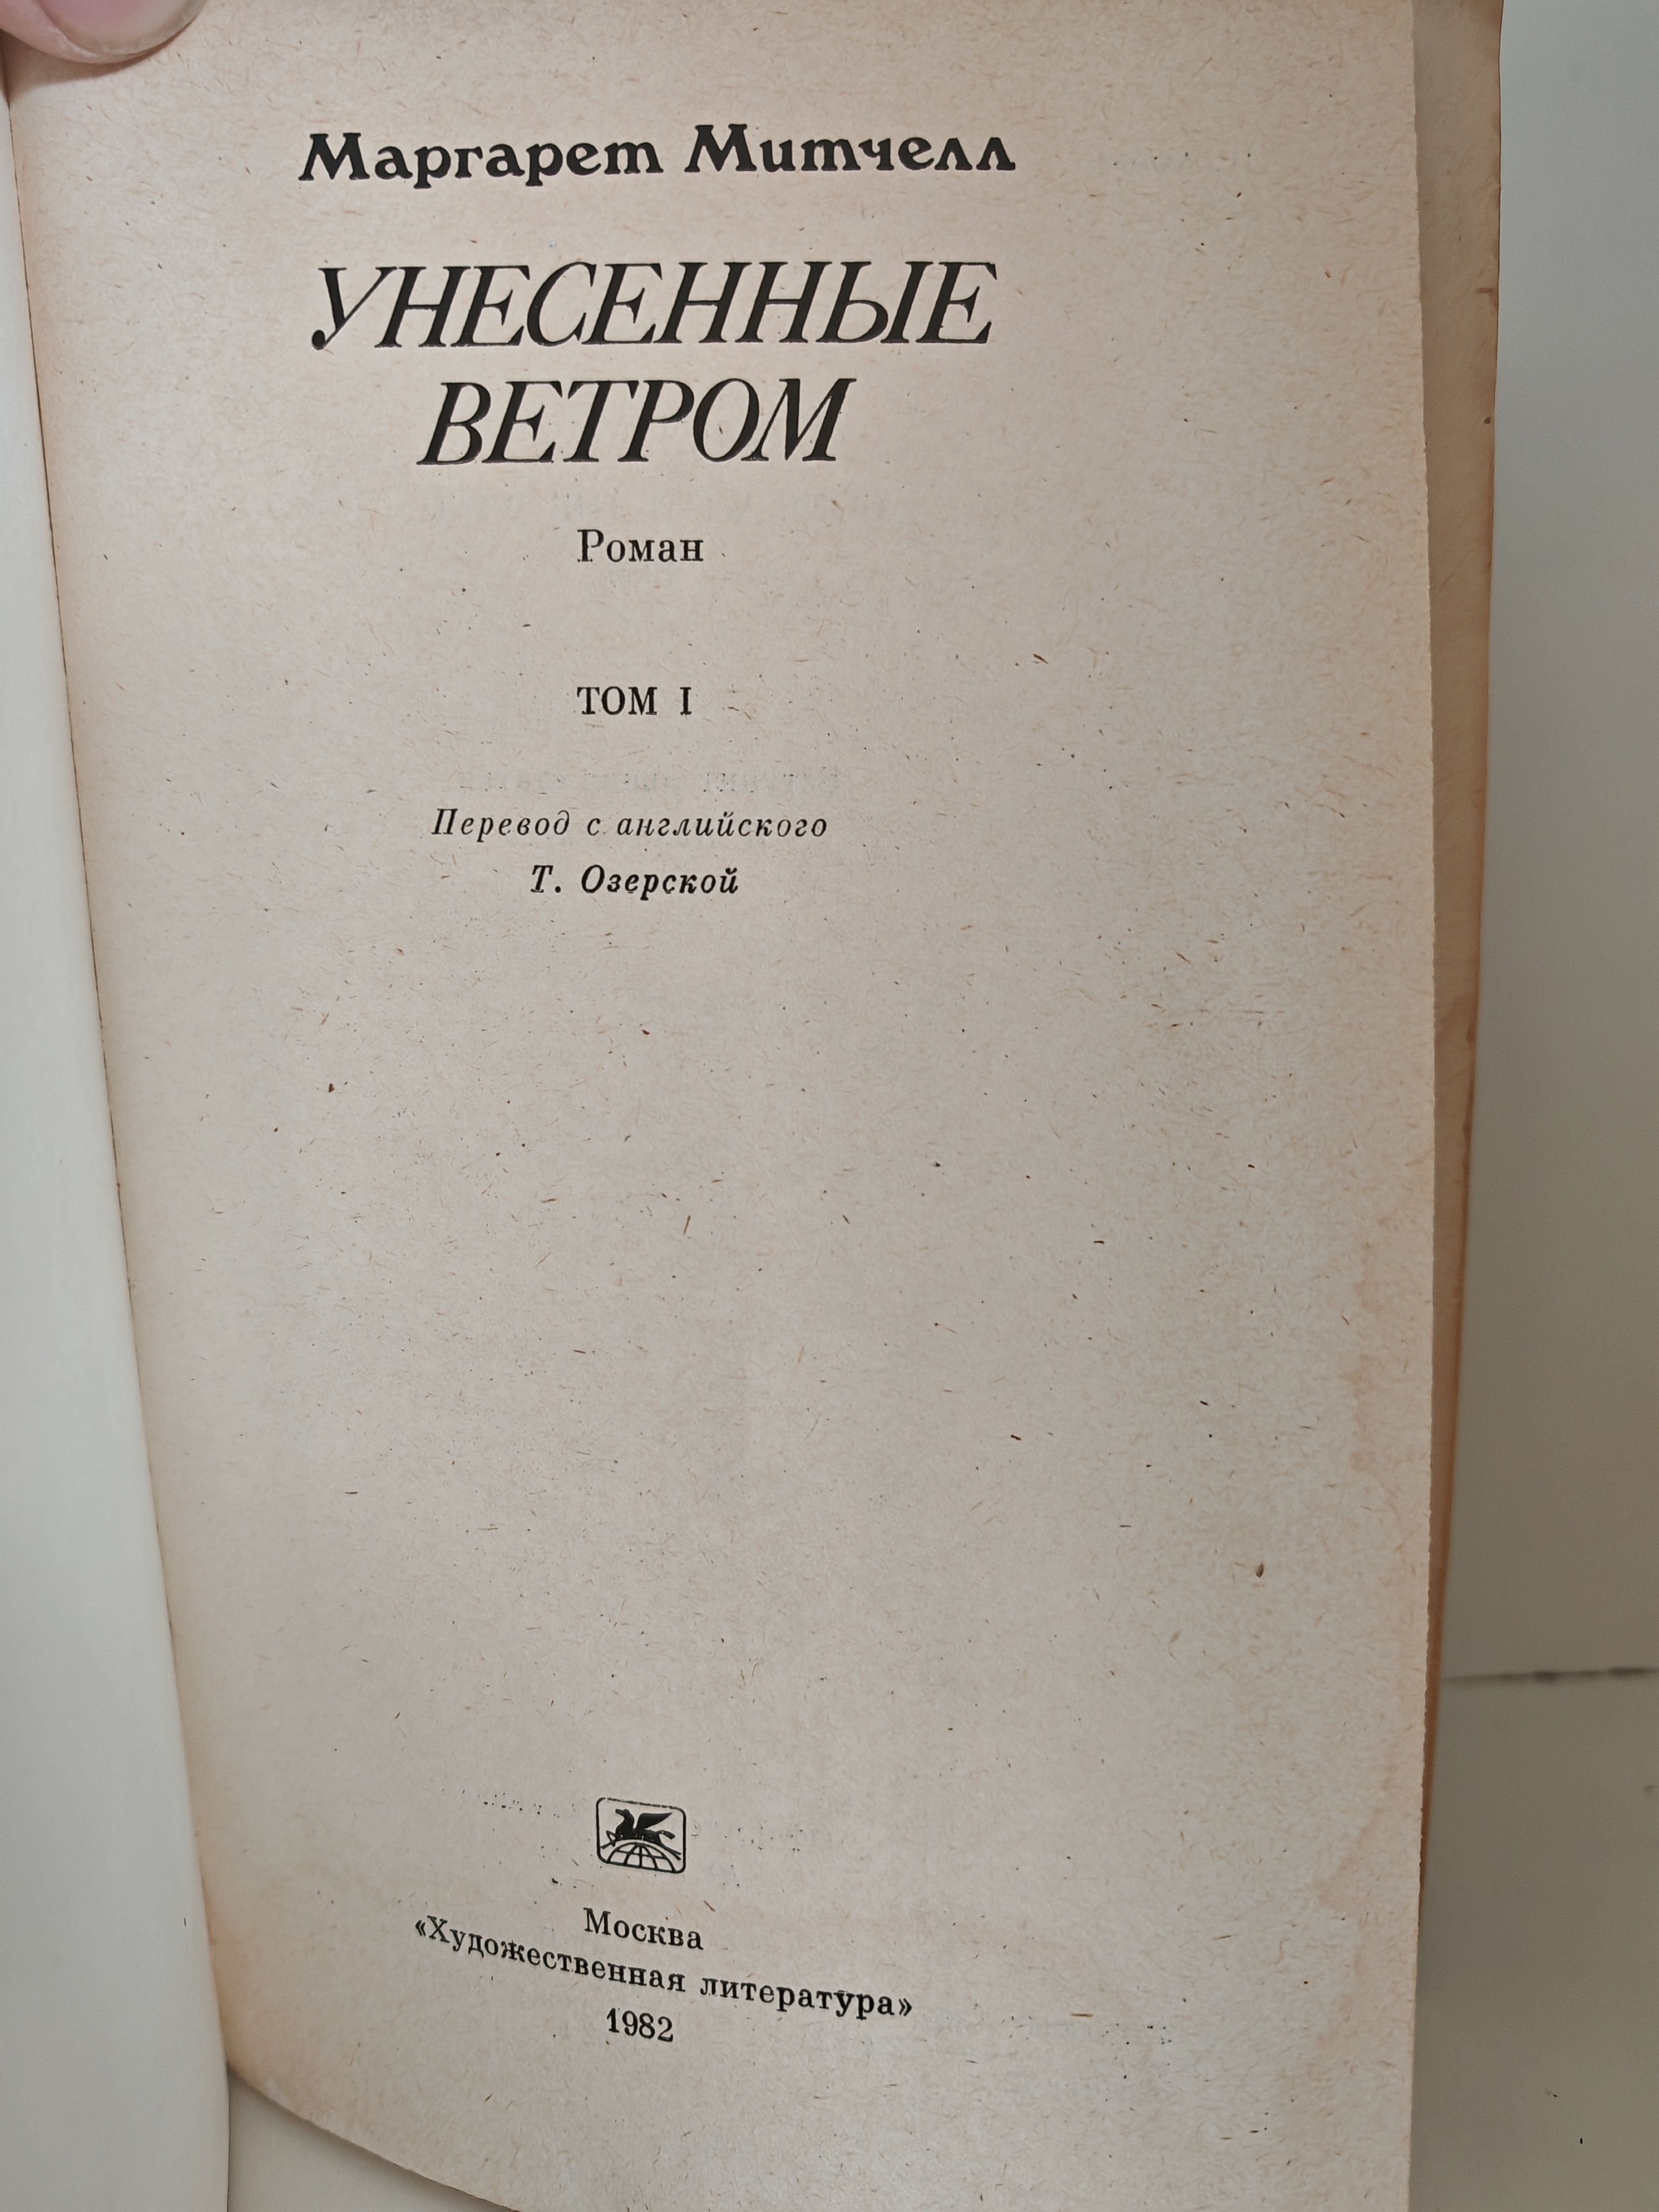 Маргарет Митчелл
УНЕСЕННЫЕ
ВЕТРОМ
Роман
ТОМ I
Перевод с английского
Т. Озерской
Москва
«Художественная литература»
1982